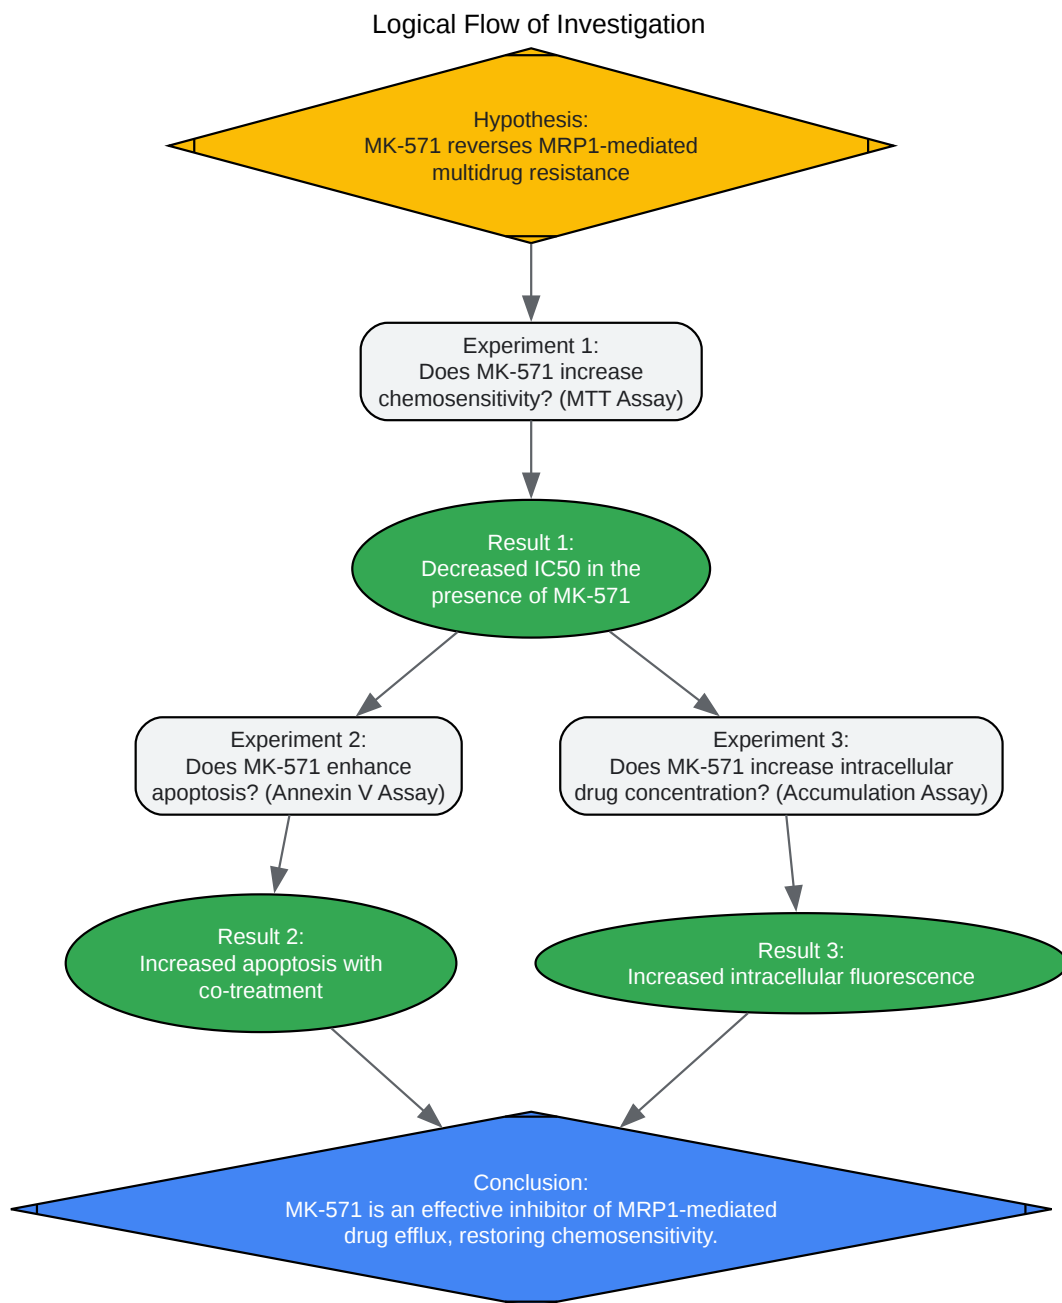 Logical Flow of Investigation
Hypothesis:
MK-571 reverses MRP1-mediated
multidrug resistance
Experiment 1:
Does MK-571 increase
chemosensitivity? (MTT Assay)
Result 1:
Decreased IC50 in the
presence of MK-571
Experiment 2:
Does MK-571 enhance
apoptosis? (Annexin V Assay)
Experiment 3:
Does MK-571 increase intracellular
drug concentration? (Accumulation Assay)
Result 2:
Increased apoptosis with
co-treatment
Result 3:
Increased intracellular fluorescence
Conclusion:
MK-571 is an effective inhibitor of MRP1-mediated
drug efflux, restoring chemosensitivity.